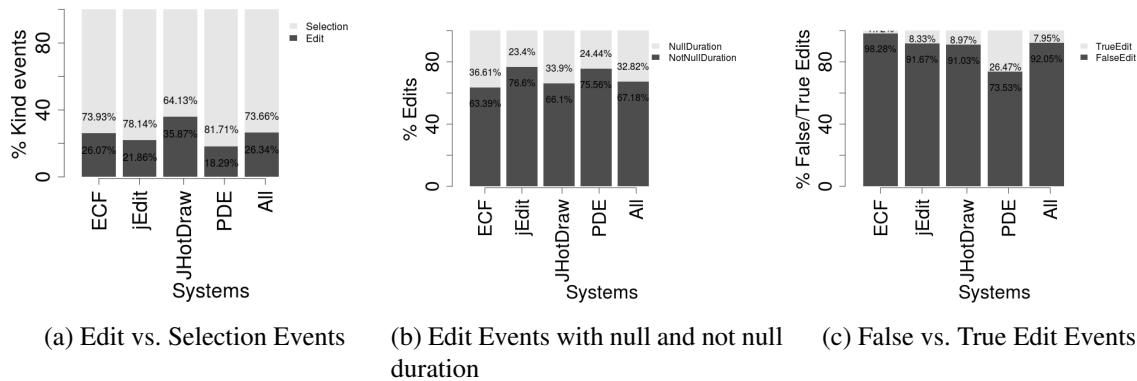 % Kind events
0 40 80
Selection
Edit
73.93% 78.14% 64.13% 81.71% 73.66%
26.07% 21.86% 35.87% 18.29% 26.34%
ECF jEdit JHotDraw PDE All
Systems
(a) Edit vs. Selection Events
% Edits
0 40 80
NullDuration
NotNullDuration
36.61% 23.4% 33.9% 24.44% 32.82%
63.39% 76.6% 66.1% 75.56% 67.18%
ECF jEdit JHotDraw PDE All
Systems
(b) Edit Events with null and not null
duration
% False/True Edits
0 40 80
TrueEdit
FalseEdit
8.33% 8.97% 26.47% 7.95%
98.28% 91.67% 91.03% 73.53% 92.05%
ECF jEdit JHotDraw PDE All
Systems
(c) False vs. True Edit Events